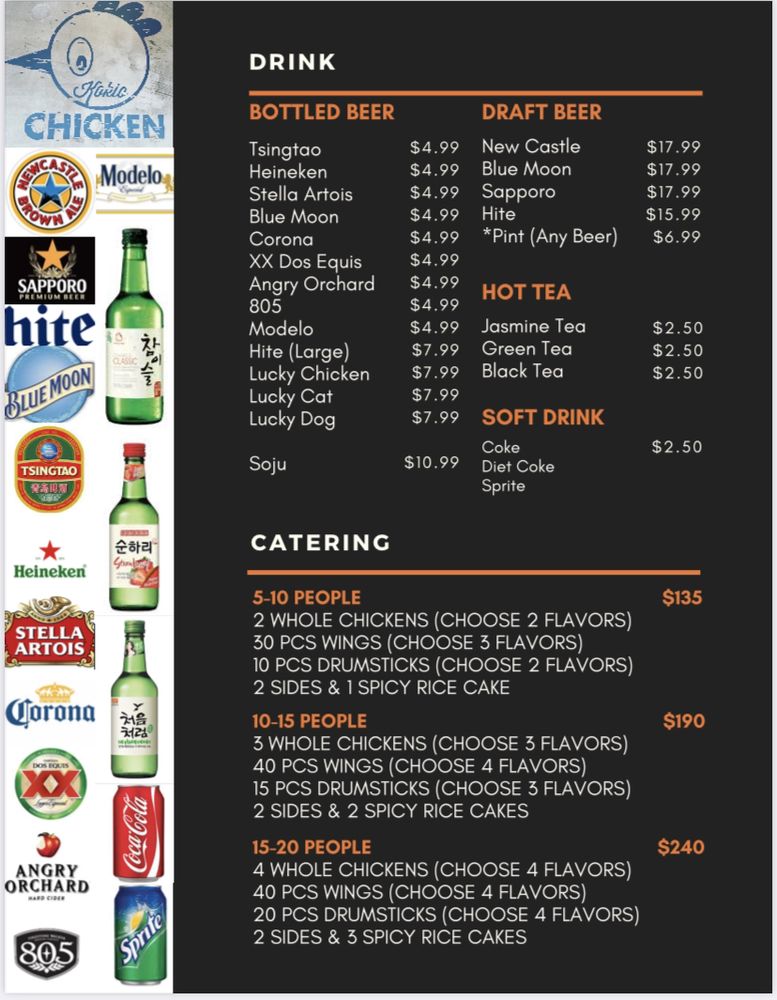 Kokio
CHICKEN
NEWCASTLE
BROWN ALE
Modelo
Especial
SAPPORO
PREMIUM BEER
hite
참이슬
CLASSIC
BLUE MOON
TSINGTAO
순하리
Heineken
STELLA
ARTOIS
Corona
처음
처럼
DOS EQUIS
XX
ANGRY
ORCHARD
HARD CIDER
Coca-Cola
805
Sprite
DRINK
BOTTLED BEER
Tsingtao $4.99
Heineken $4.99
Stella Artois $4.99
Blue Moon $4.99
Corona $4.99
XX Dos Equis $4.99
Angry Orchard $4.99
805 $4.99
Modelo $4.99
Hite (Large) $7.99
Lucky Chicken $7.99
Lucky Cat $7.99
Lucky Dog $7.99
Soju $10.99
DRAFT BEER
New Castle $17.99
Blue Moon $17.99
Sapporo $17.99
Hite $15.99
*Pint (Any Beer) $6.99
HOT TEA
Jasmine Tea $2.50
Green Tea $2.50
Black Tea $2.50
SOFT DRINK
Coke $2.50
Diet Coke
Sprite
CATERING
5-10 PEOPLE $135
2 WHOLE CHICKENS (CHOOSE 2 FLAVORS)
30 PCS WINGS (CHOOSE 3 FLAVORS)
10 PCS DRUMSTICKS (CHOOSE 2 FLAVORS)
2 SIDES & 1 SPICY RICE CAKE
10-15 PEOPLE $190
3 WHOLE CHICKENS (CHOOSE 3 FLAVORS)
40 PCS WINGS (CHOOSE 4 FLAVORS)
15 PCS DRUMSTICKS (CHOOSE 3 FLAVORS)
2 SIDES & 2 SPICY RICE CAKES
15-20 PEOPLE $240
4 WHOLE CHICKENS (CHOOSE 4 FLAVORS)
40 PCS WINGS (CHOOSE 4 FLAVORS)
20 PCS DRUMSTICKS (CHOOSE 4 FLAVORS)
2 SIDES & 3 SPICY RICE CAKES